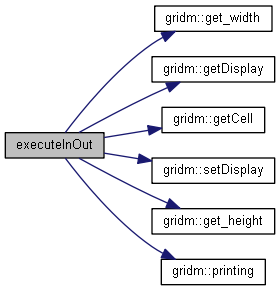 gridm::get_width
gridm::getDisplay
gridm::getCell
executeInOut
gridm::setDisplay
gridm::get_height
gridm::printing